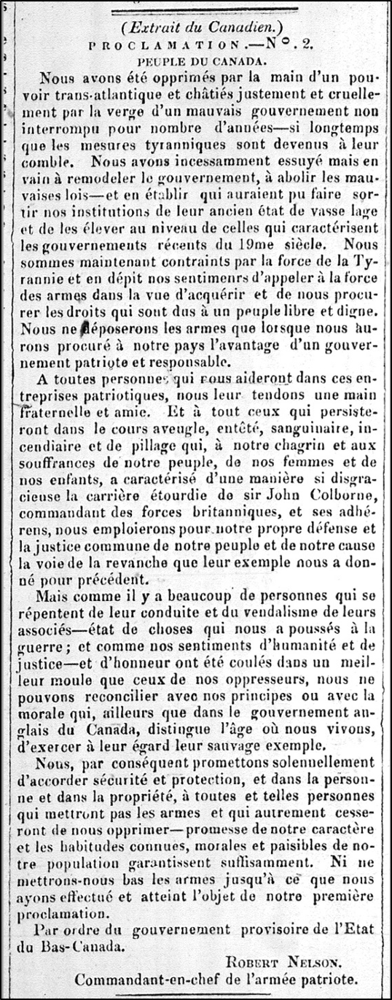 (Extrait du Canadien.)
PROCLAMATION.—No. 2.
PEUPLE DU CANADA.
Nous avons été opprimés par la main d'un pou-
voir trans-atlantique et châtiés justement et cruelle-
ment par la verge d'un mauvais gouvernement non
interrompu pour nombre d'années—si longtemps
que les mesures tyranniques sont devenus à leur
comble. Nous avons incessamment essuyé mais en
vain à remodeler le gouvernement, à abolir les mau-
vaises lois—et en établir qui auraient pu faire sor-
tir nos institutions de leur ancien état de vasse lage
et de les élever au niveau de celles qui caractérisent
les gouvernements récents du 19me siècle. Nous
sommes maintenant contraints par la force de la Ty-
rannie et en dépit nos sentimenrs d'appeler à la force
des armes dans la vue d'acquérir et de nous procu-
rer les droits qui sont dus à un peuple libre et digne.
Nous ne déposerons les armes que lorsque nous au-
rons procuré à notre pays l'avantage d'un gouver-
nement patriote et responsable.
A toutes personnes qui nous aideront dans ces en-
treprises patriotiques, nous leur tendons une main
fraternelle et amie. Et à tout ceux qui persiste-
ront dans le cours aveugle, entêté, sanguinaire, in-
cendiaire et de pillage qui, à notre chagrin et aux
souffrances de notre peuple, de nos femmes et de
nos enfants, a caractérisé d'une manière si disgra-
cieuse la carrière étourdie de sir John Colborne,
commandant des forces britanniques, et ses adhé-
rens, nous emploierons pour notre propre défense et
la justice commune de notre peuple et de notre cause
la voie de la revanche que leur exemple nous a don-
né pour précédent.
Mais comme il y a beaucoup de personnes qui se
répentent de leur conduite et du vendalisme de leurs
associés—état de choses qui nous a poussés à la
guerre; et comme nos sentiments d'humanité et de
justice—et d'honneur ont été coulés dans un meil-
leur moule que ceux de nos oppresseurs, nous ne
pouvons reconcilier avec nos principes ou avec la
morale qui, ailleurs que dans le gouvernement an-
glais du Canada, distingue l'âge où nous vivons,
d'exercer à leur égard leur sauvage exemple.
Nous, par conséquent promettons solennellement
d'accorder sécurité et protection, et dans la person-
ne et dans la propriété, à toutes et telles personnes
qui mettront pas les armes et qui autrement cesse-
ront de nous opprimer—promesse de notre caractère
et les habitudes connues, morales et paisibles de no-
tre population garantissent suffisamment. Ni ne
mettrons-nous bas les armes jusqu'à ce que nous
ayons effectué et atteint l'objet de notre première
proclamation.
Par ordre du gouvernement provisoire de l'Etat
du Bas-Canada.
ROBERT NELSON.
Commandant-en-chef de l'armée patriote.